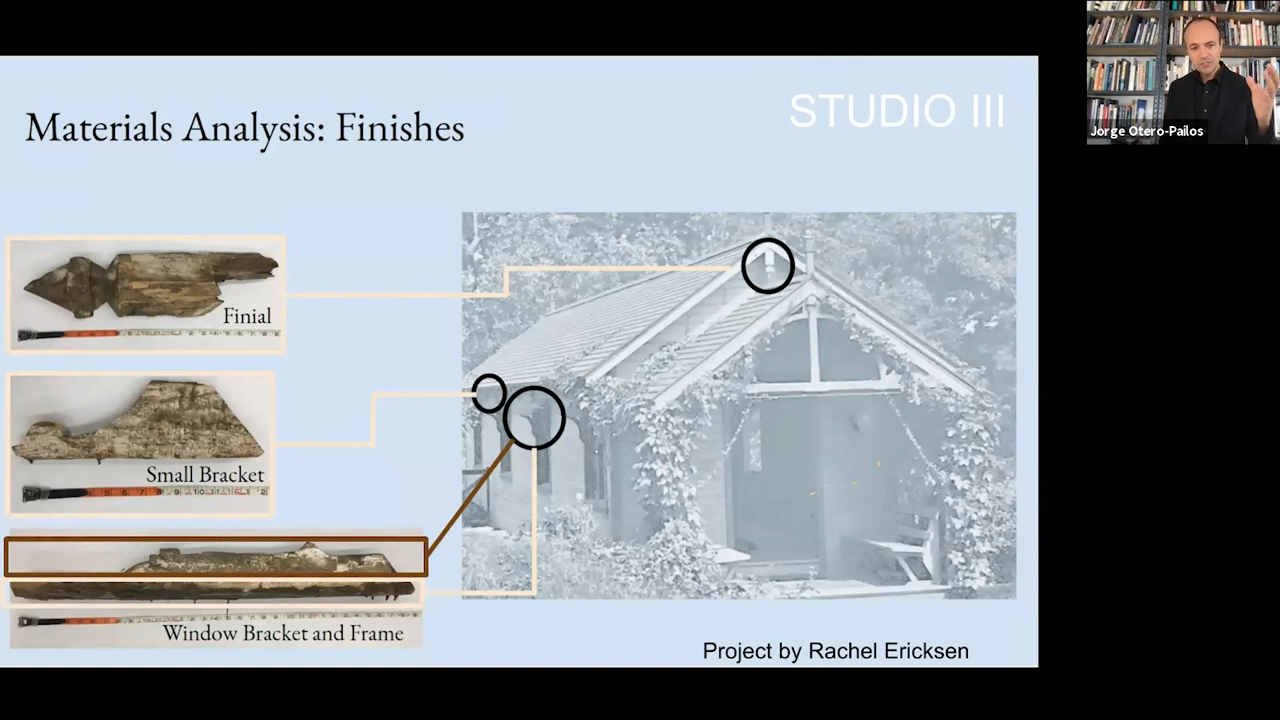 Materials Analysis: Finishes
STUDIO III
Jorge Otero-Pailos
Finial
Small Bracket
Window Bracket and Frame
Project by Rachel Ericksen